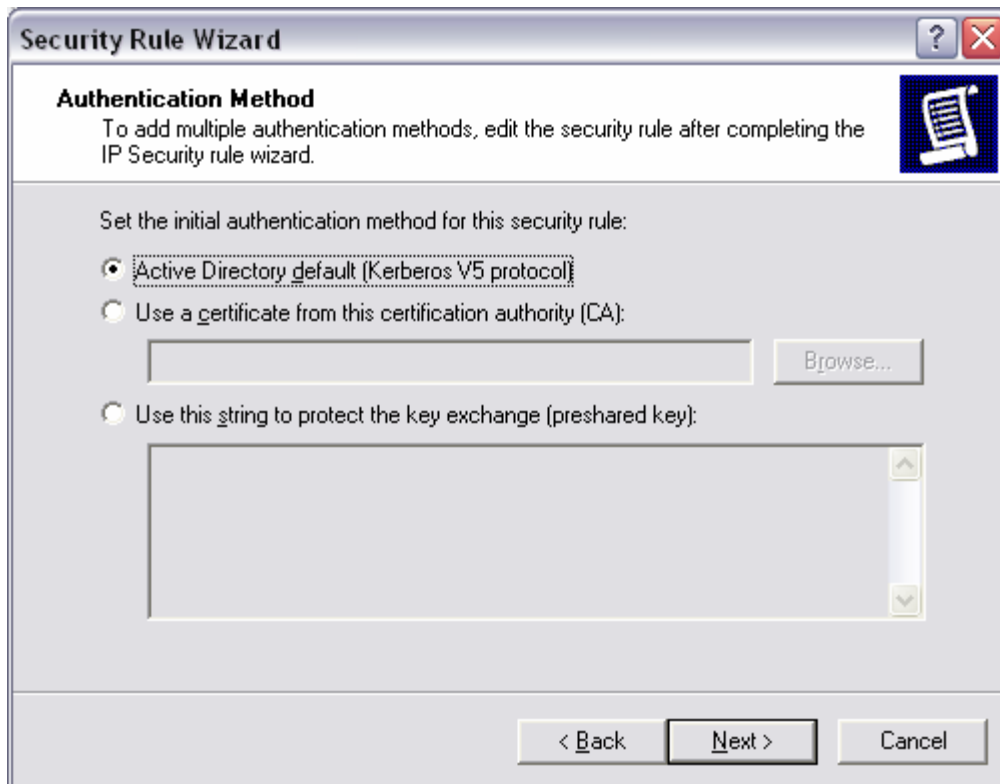 Security Rule Wizard
?
Authentication Method
To add multiple authentication methods, edit the security rule after completing the
IP Security rule wizard.
Set the initial authentication method for this security rule:
Active Directory default (Kerberos V5 protocol)
Use a certificate from this certification authority (CA):
Browse...
Use this string to protect the key exchange (preshared key):
< Back
Next >
Cancel